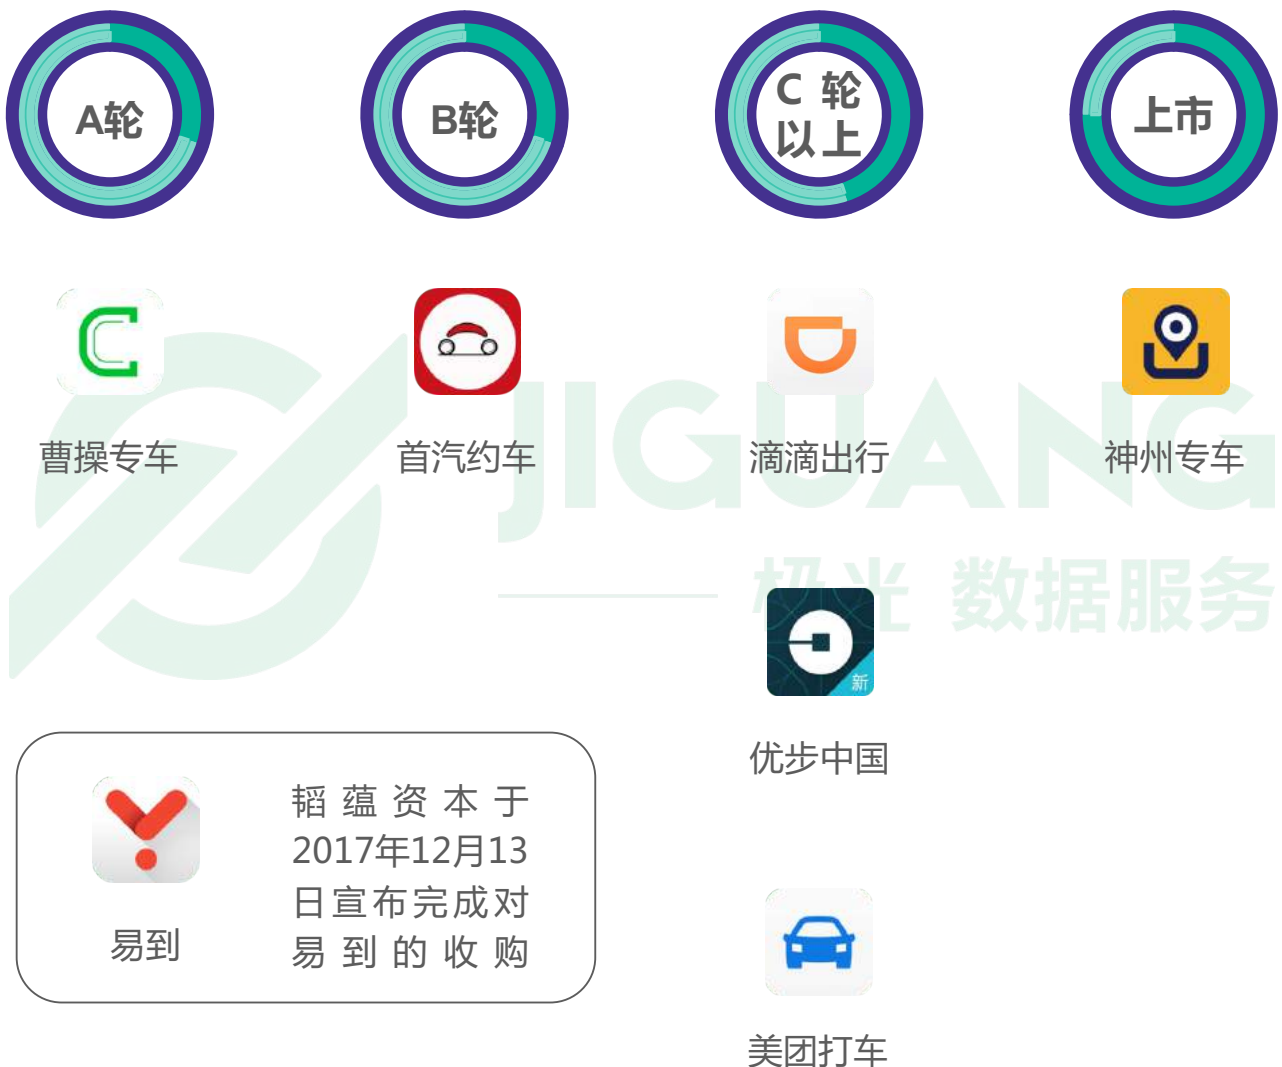 A轮
B轮
C 轮
以上
上市
曹操专车
首汽约车
滴滴出行
神州专车
JIGUANG
极光 数据服务
新
优步中国
易到
韬蕴资本于
2017年12月13
日宣布完成对
易到的收购
美团打车